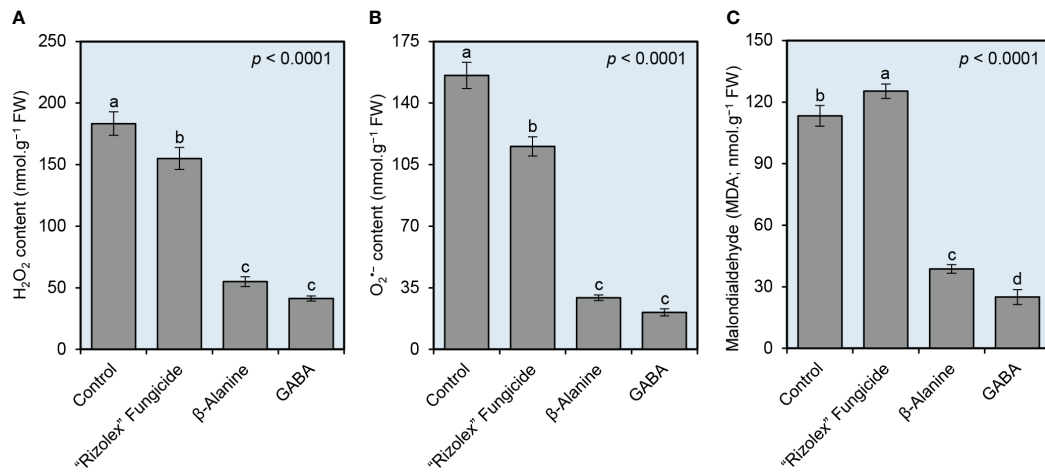 A
H₂O₂ content (nmol.g⁻¹ FW)
250
200
150
100
50
0
p < 0.0001
a
b
c
c
Control
“Rizolex” Fungicide
β-Alanine
GABA
B
O₂•− content (nmol.g⁻¹ FW)
175
140
105
70
35
0
p < 0.0001
a
b
c
c
Control
“Rizolex” Fungicide
β-Alanine
GABA
C
Malondialdehyde (MDA; nmol.g⁻¹ FW)
150
120
90
60
30
0
p < 0.0001
b
a
c
d
Control
“Rizolex” Fungicide
β-Alanine
GABA